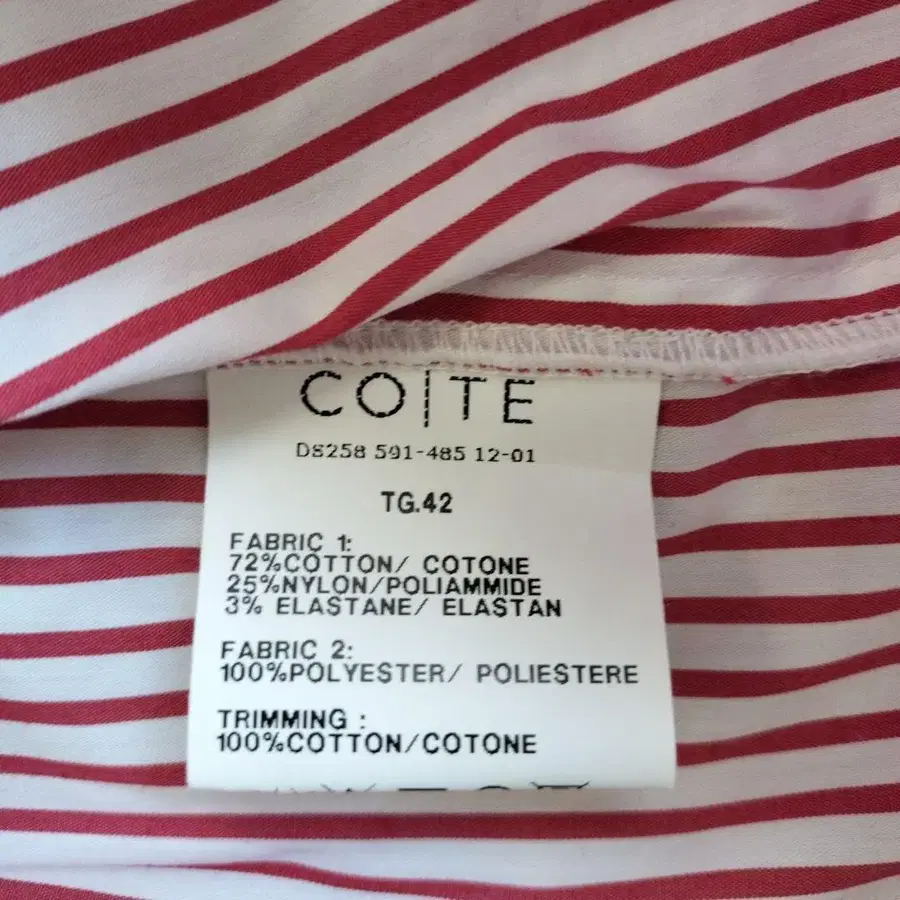 CO|TE
DS258 591-485 12-01
TG.42
FABRIC 1:
72%COTTON/ COTONE
25%NYLON/POLIAMMIDE
3% ELASTANE/ ELASTAN
FABRIC 2:
100%POLYESTER/ POLIESTERE
TRIMMING :
100%COTTON/COTONE